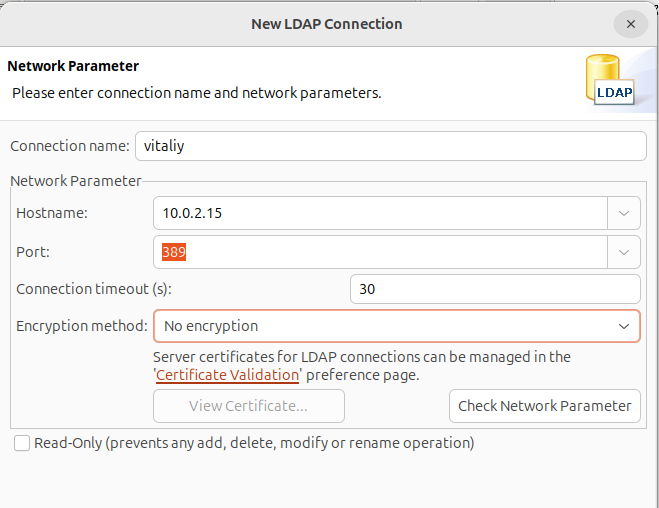 New LDAP Connection
Network Parameter
Please enter connection name and network parameters.
LDAP
Connection name: vitaliy
Network Parameter
Hostname: 10.0.2.15
Port: 389
Connection timeout (s): 30
Encryption method: No encryption
Server certificates for LDAP connections can be managed in the
'Certificate Validation' preference page.
View Certificate... Check Network Parameter
Read-Only (prevents any add, delete, modify or rename operation)